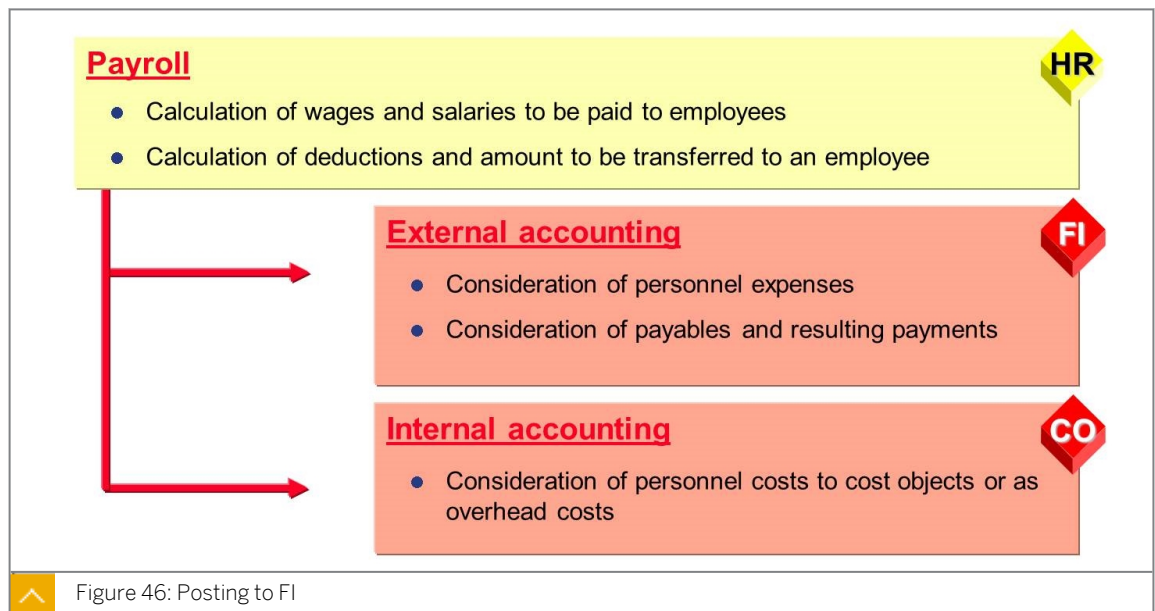 Payroll
HR
• Calculation of wages and salaries to be paid to employees
• Calculation of deductions and amount to be transferred to an employee
External accounting
FI
• Consideration of personnel expenses
• Consideration of payables and resulting payments
Internal accounting
CO
• Consideration of personnel costs to cost objects or as
overhead costs
Figure 46: Posting to FI